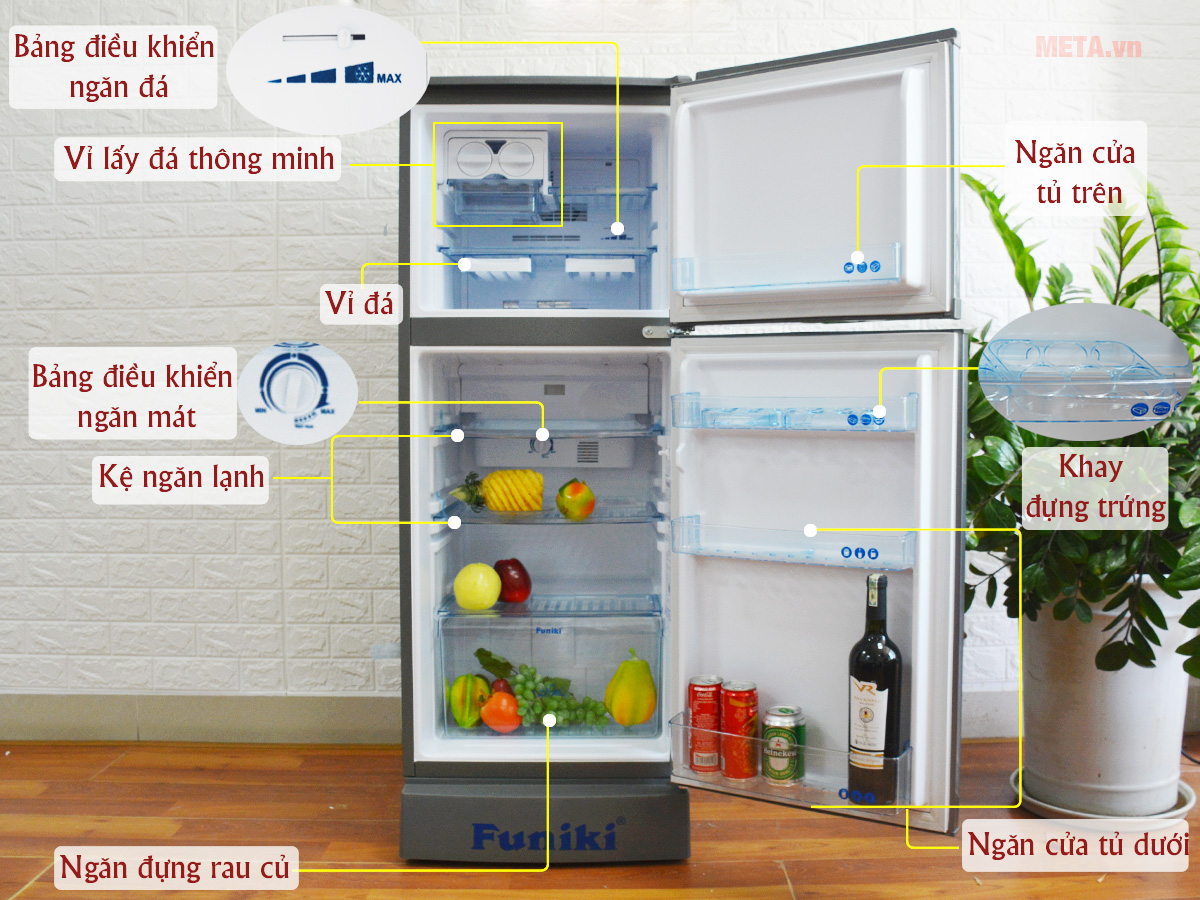 Bảng điều khiển
ngăn đá
MAX
META.vn
Vỉ lấy đá thông minh
Ngăn cửa
tủ trên
Vỉ đá
Bảng điều khiển
ngăn mát
MIN
MAX
Kệ ngăn lạnh
Khay
đựng trứng
Funiki
VR
Heineken
Funiki®
Ngăn đựng rau củ
Ngăn cửa tủ dưới